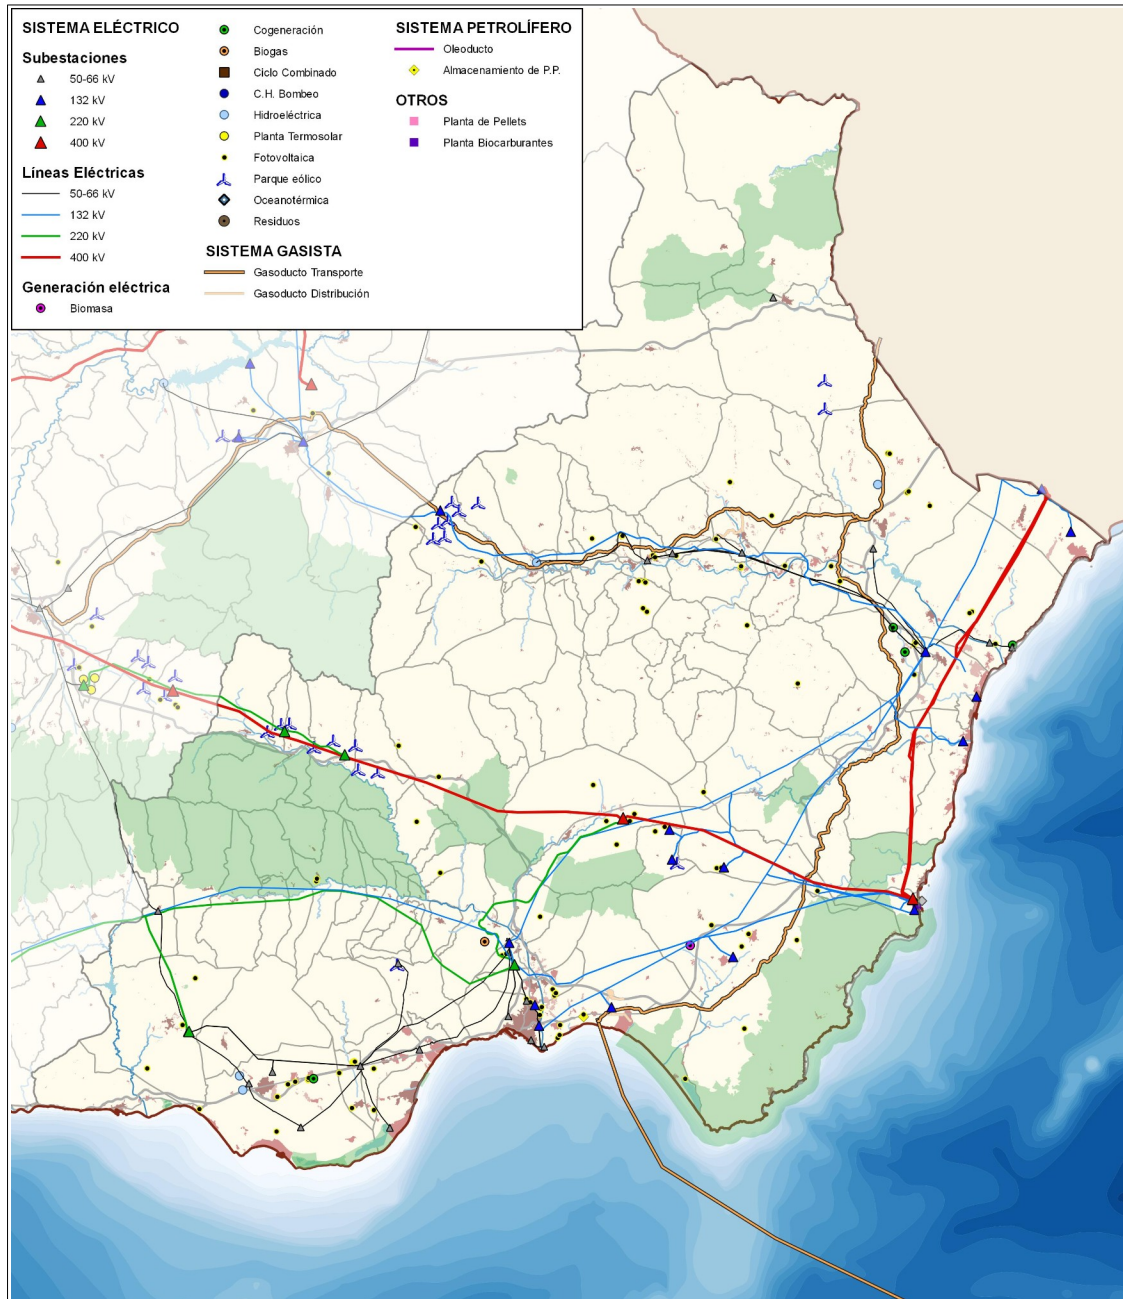 SISTEMA ELÉCTRICO
Subestaciones
50-66 kV
132 kV
220 kV
400 kV
Líneas Eléctricas
50-66 kV
132 kV
220 kV
400 kV
Generación eléctrica
Biomasa
Cogeneración
Biogas
Ciclo Combinado
C.H. Bombeo
Hidroeléctrica
Planta Termosolar
Fotovoltaica
Parque eólico
Oceanotérmica
Residuos
SISTEMA GASISTA
Gasoducto Transporte
Gasoducto Distribución
SISTEMA PETROLÍFERO
Oleoducto
Almacenamiento de P.P.
OTROS
Planta de Pellets
Planta Biocarburantes